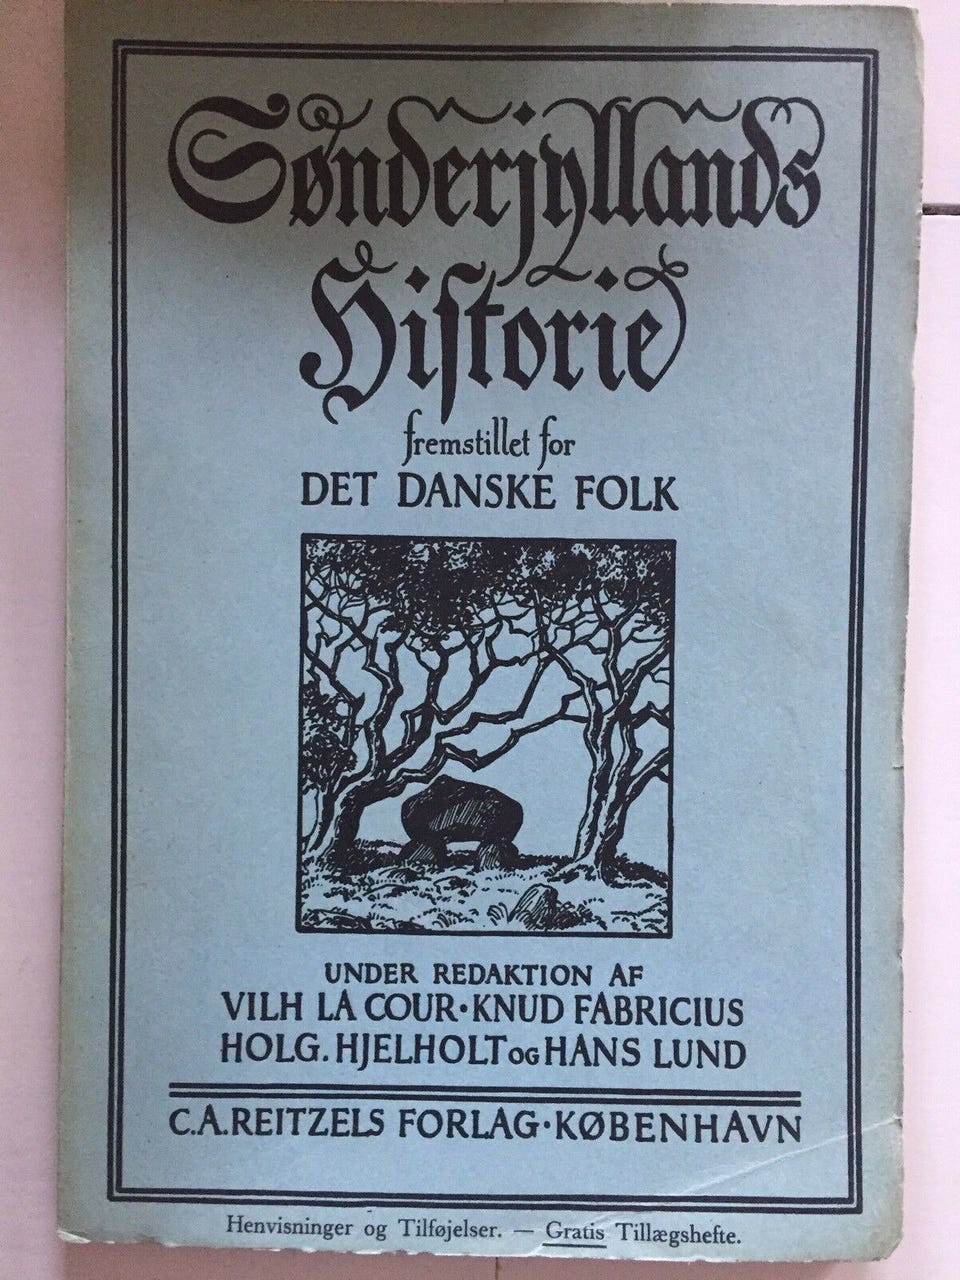 Sønderjyllands
Hiſtorie
fremstillet for
DET DANSKE FOLK
UNDER REDAKTION AF
VILH LA COUR·KNUD FABRICIUS
HOLG. HJELHOLT OG HANS LUND
C.A.REITZELS FORLAG·KØBENHAVN
Henvisninger og Tilføjelser. — Gratis Tillægshefte.